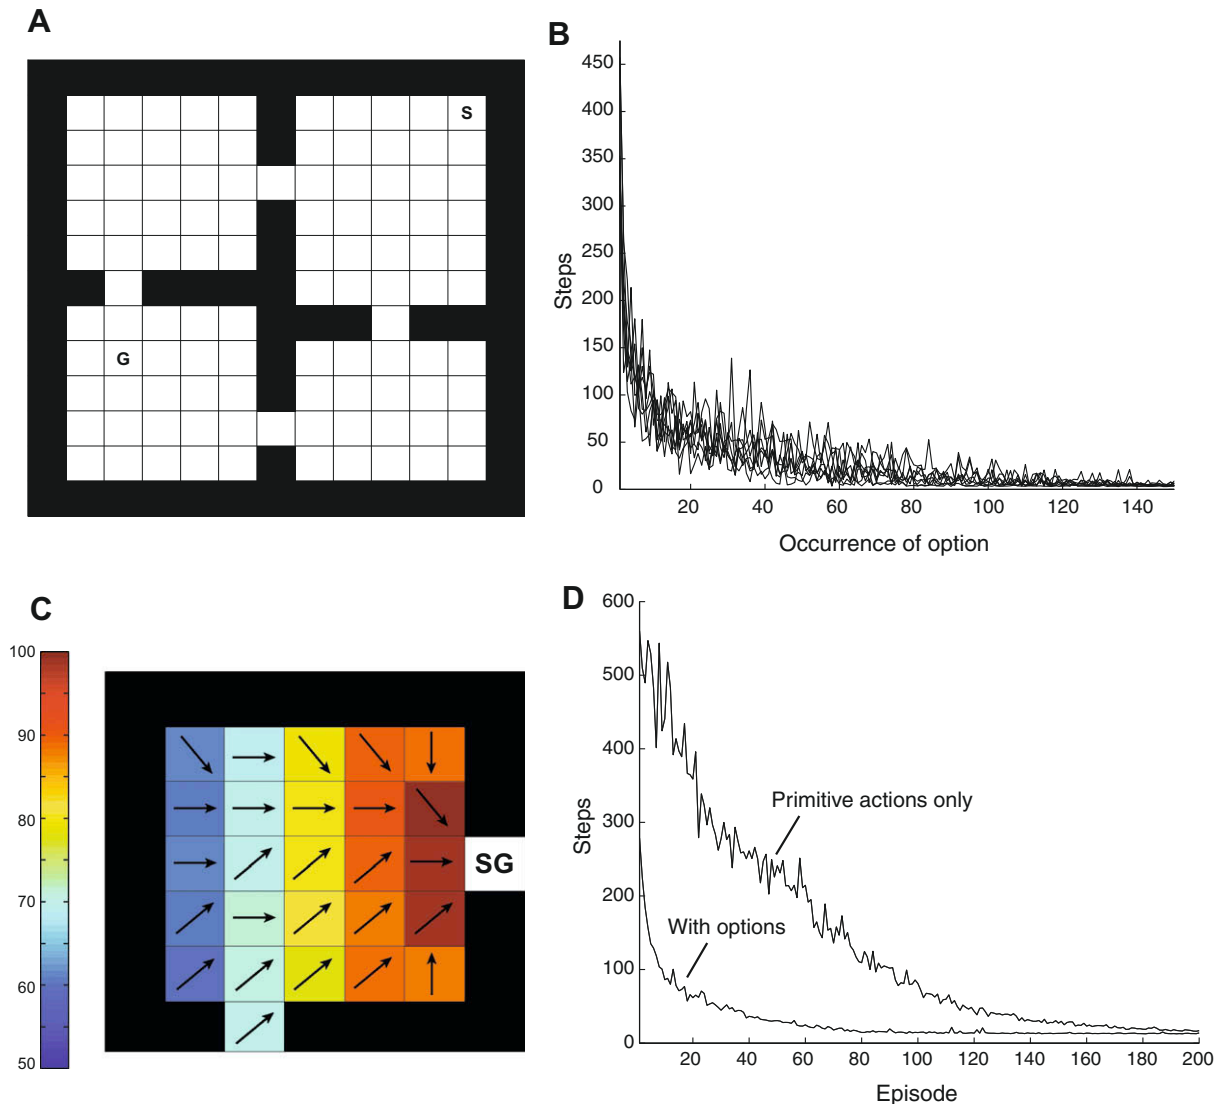 A
S
G
B
450
400
350
300
250
200
150
100
50
0
Steps
20 40 60 80 100 120 140
Occurrence of option
C
100
90
80
70
60
50
SG
D
600
500
400
300
200
100
0
Steps
Primitive actions only
With options
20 40 60 80 100 120 140 160 180 200
Episode